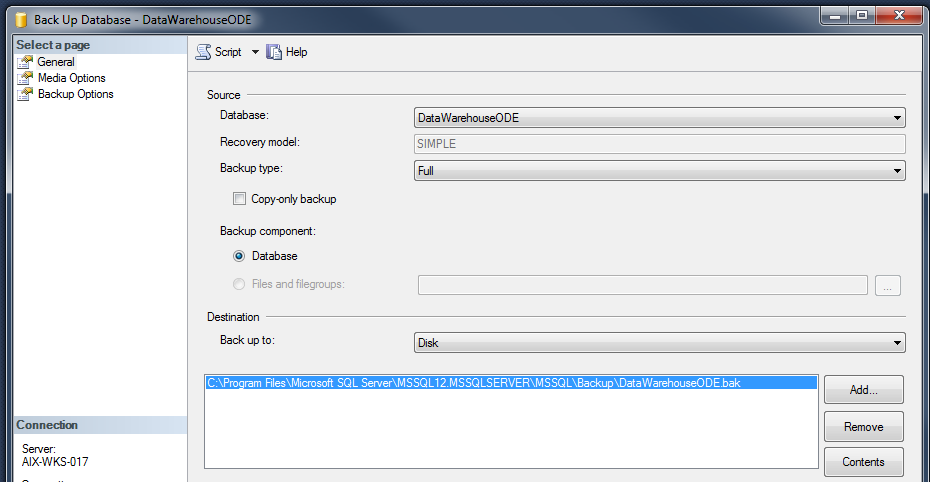 Back Up Database - DataWarehouseODE
Select a page
General
Media Options
Backup Options
Script
Help
Source
Database:
DataWarehouseODE
Recovery model:
SIMPLE
Backup type:
Full
Copy-only backup
Backup component:
Database
Files and filegroups:
...
Destination
Back up to:
Disk
C:\Program Files\Microsoft SQL Server\MSSQL12.MSSQLSERVER\MSSQL\Backup\DataWarehouseODE.bak
Add...
Remove
Contents
Connection
Server:
AIX-WKS-017